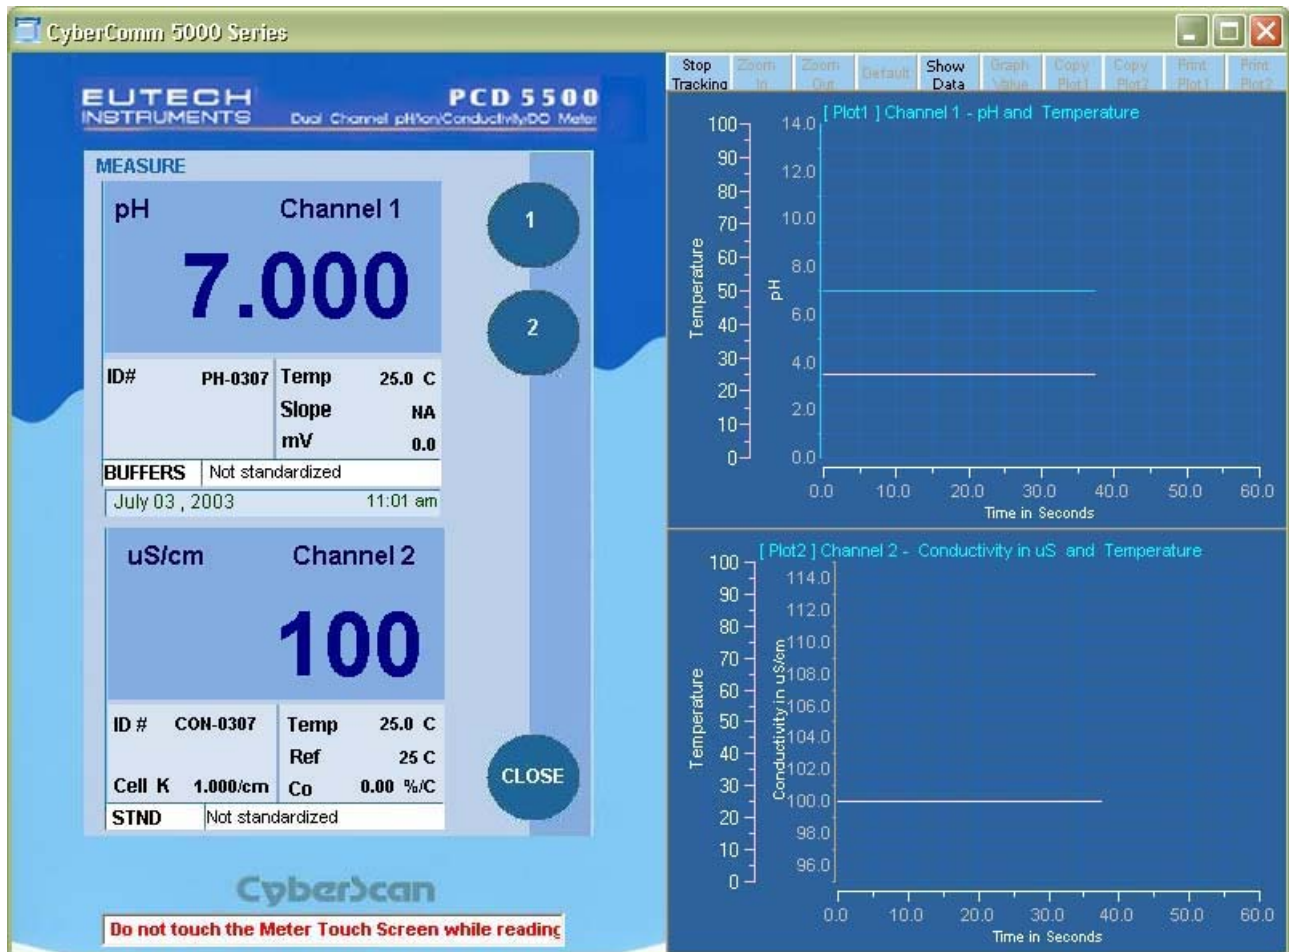 CyberComm 5000 Series
EUTECH
INSTRUMENTS
PCD 5500
Dual Channel pH/Ion/Conductivity/DO Meter
MEASURE
pH Channel 1
7.000
ID# PH-0307
Temp 25.0 C
Slope NA
mV 0.0
BUFFERS Not standardized
July 03 , 2003 11:01 am
uS/cm Channel 2
100
ID # CON-0307
Cell K 1.000/cm
Temp 25.0 C
Ref 25 C
Co 0.00 %/C
STND Not standardized
1
2
CLOSE
CyberScan
Do not touch the Meter Touch Screen while reading
Stop Tracking
Zoom In
Zoom Out
Default
Show Data
Graph Value
Copy Plot1
Copy Plot2
Print Plot1
Print Plot2
[ Plot1 ] Channel 1 - pH and Temperature
Temperature
100
90
80
70
60
50
40
30
20
10
0
pH
14.0
12.0
10.0
8.0
6.0
4.0
2.0
0.0
0.0 10.0 20.0 30.0 40.0 50.0 60.0
Time in Seconds
[ Plot2 ] Channel 2 - Conductivity in uS and Temperature
Temperature
100
90
80
70
60
50
40
30
20
10
0
Conductivity in uS/cm
114.0
112.0
110.0
108.0
106.0
104.0
102.0
100.0
98.0
96.0
0.0 10.0 20.0 30.0 40.0 50.0 60.0
Time in Seconds